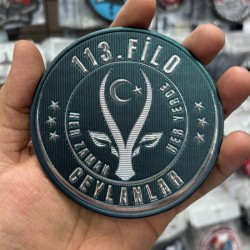 113.FİLO
HER ZAMAN
HER YERDE
CEYLANLAR